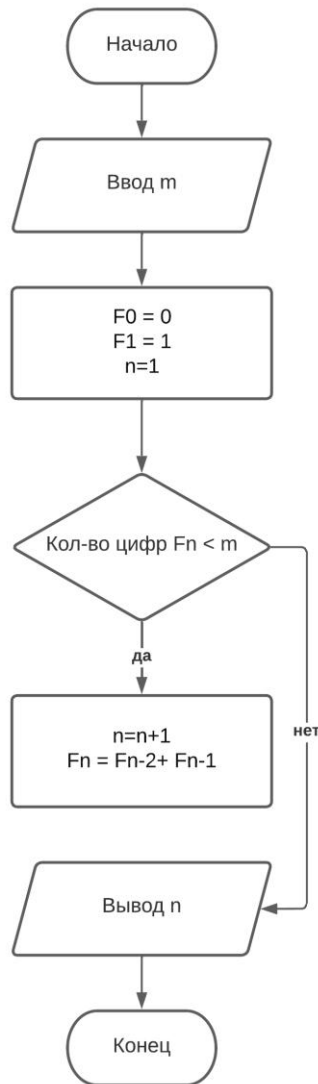 Начало
Ввод m
F0 = 0
F1 = 1
n=1
Кол-во цифр Fn < m
да
n=n+1
Fn = Fn-2+ Fn-1
нет
Вывод n
Конец